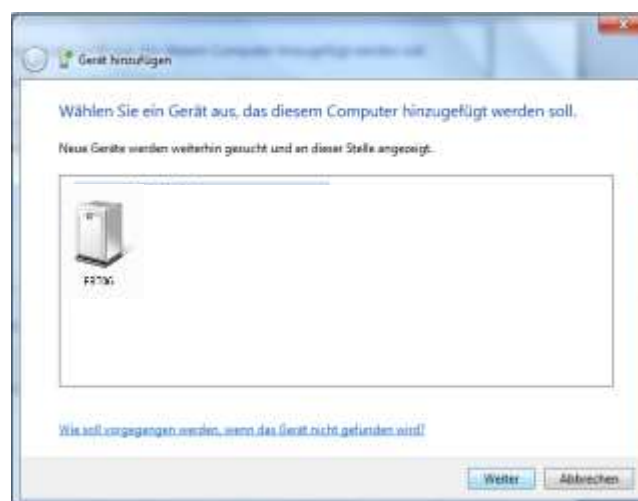 Gerät hinzufügen
Wählen Sie ein Gerät aus, das diesem Computer hinzugefügt werden soll.
Neue Geräte werden weiterhin gesucht und an dieser Stelle angezeigt.
Wie soll vorgegangen werden, wenn das Gerät nicht gefunden wird?
Weiter
Abbrechen